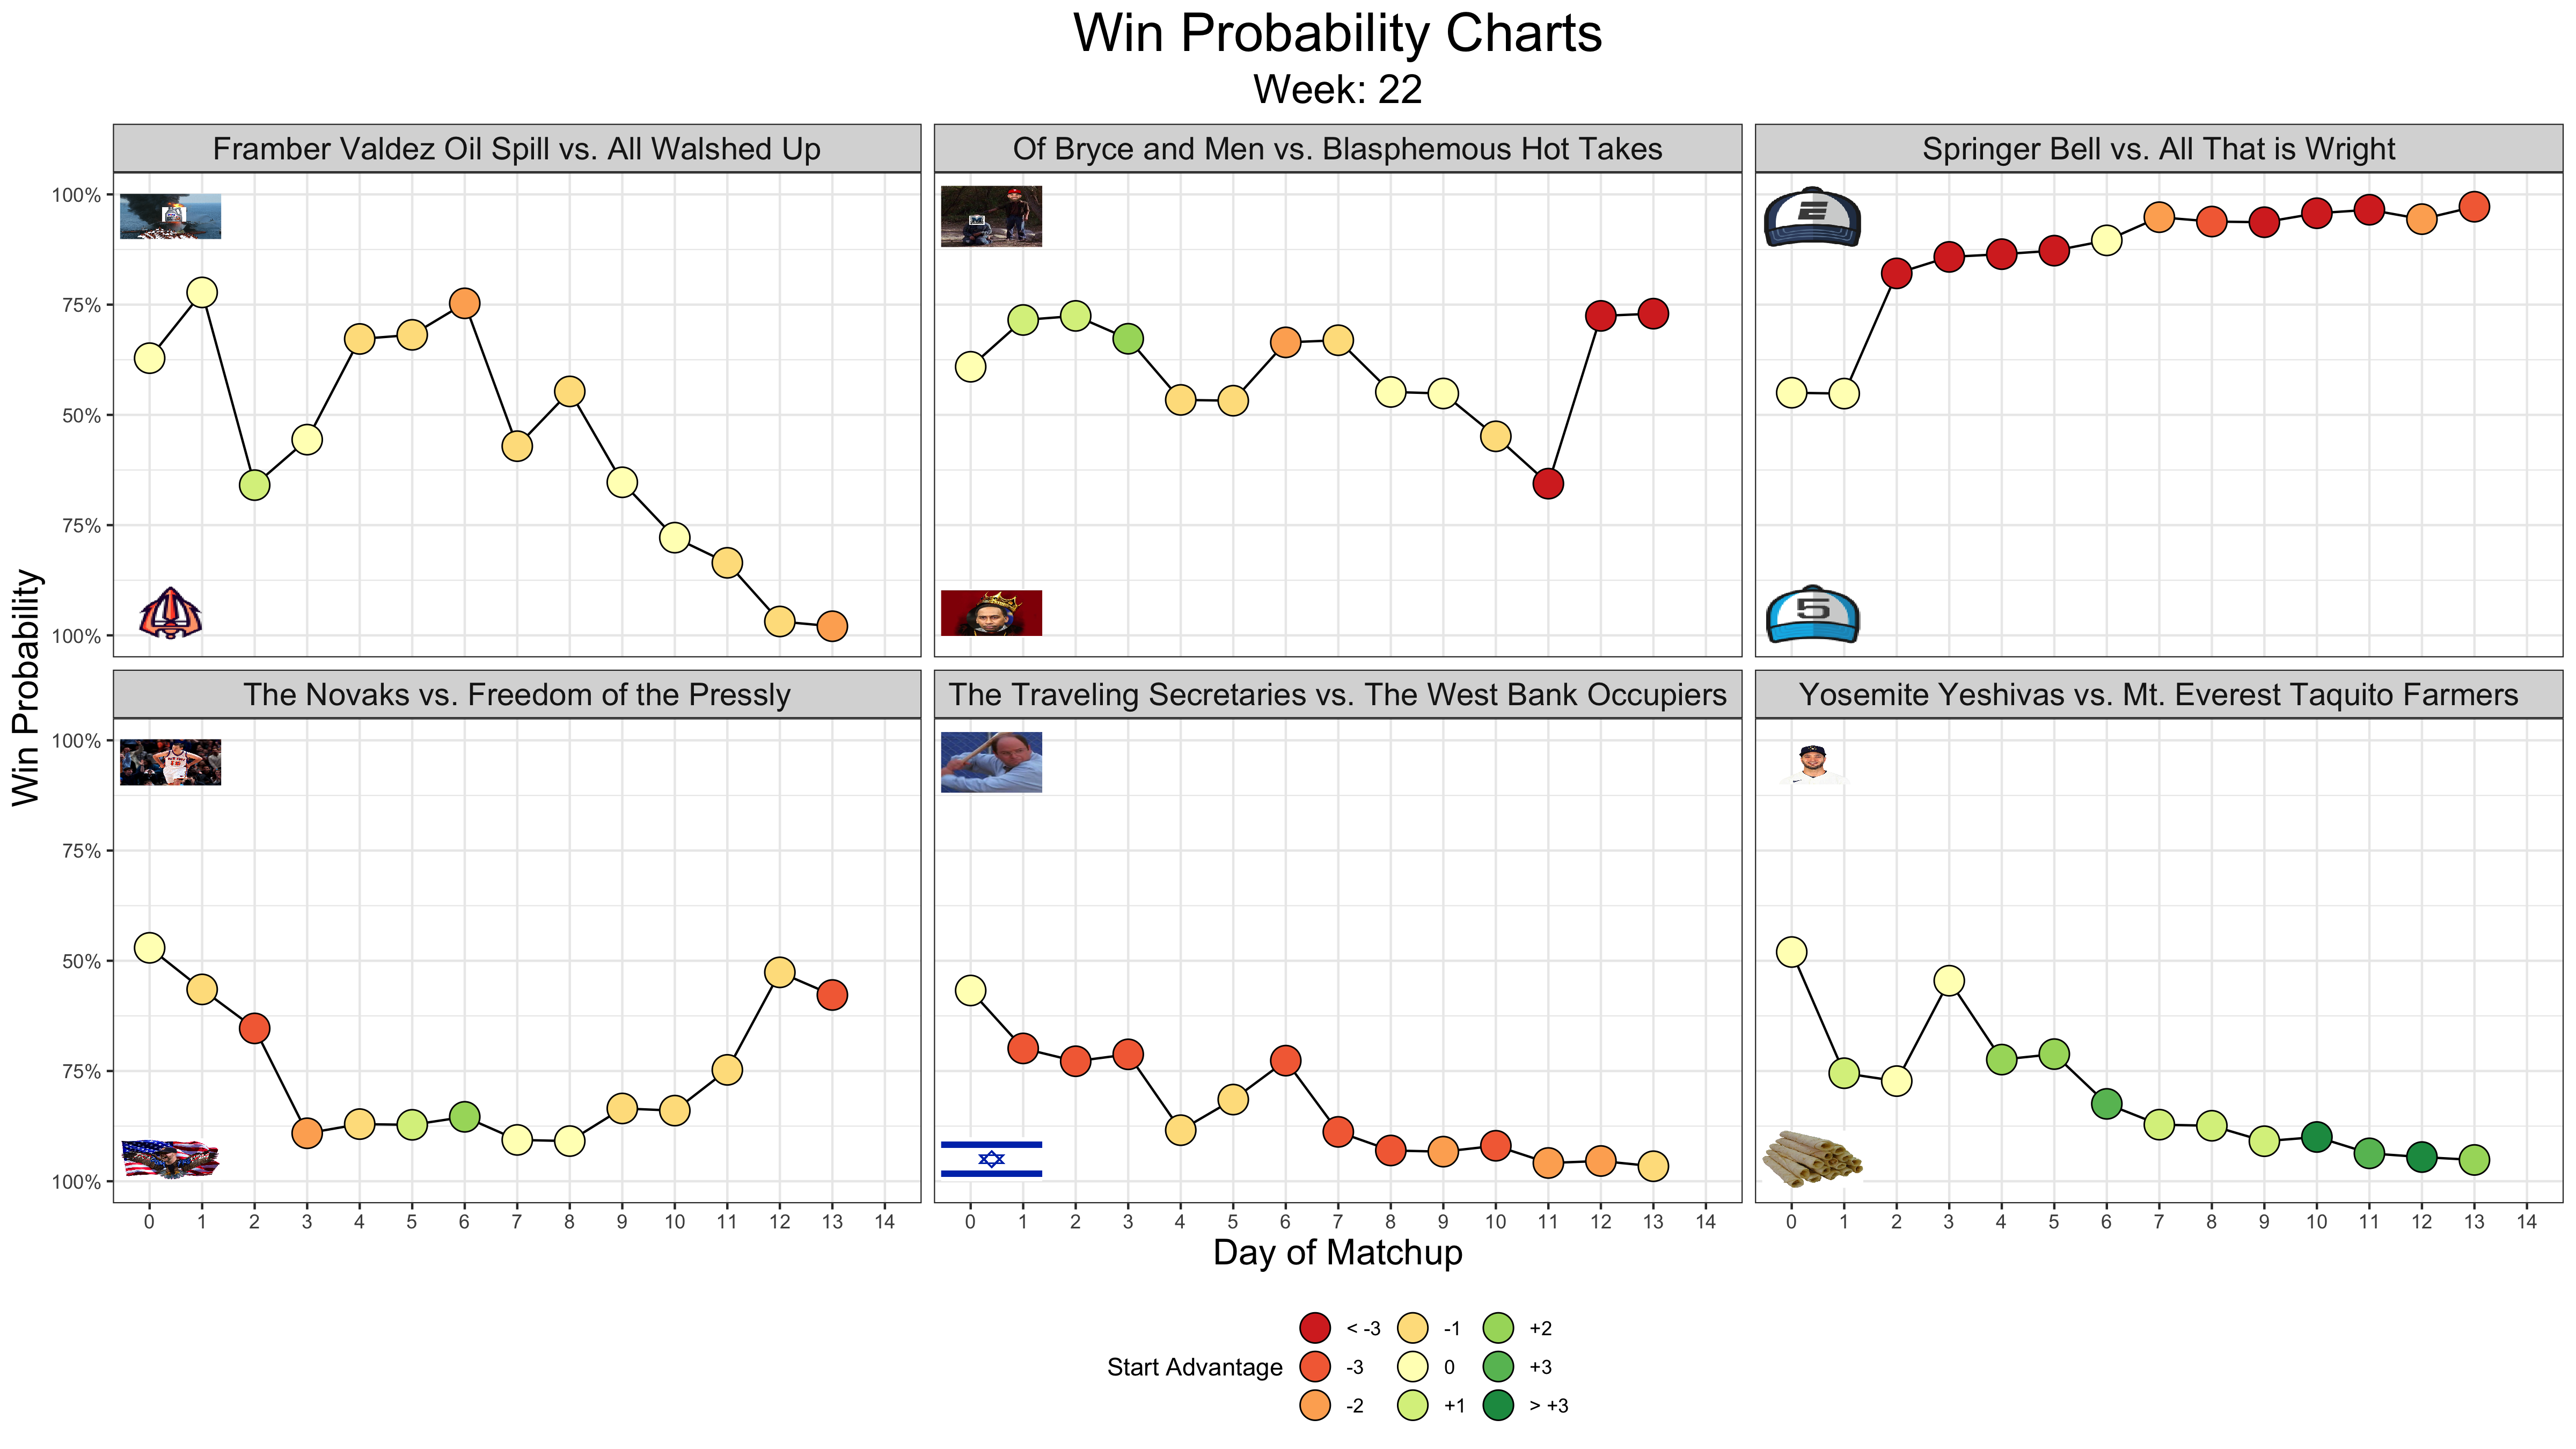 Win Probability Charts
Week: 22
Framber Valdez Oil Spill vs. All Walshed Up
Of Bryce and Men vs. Blasphemous Hot Takes
Springer Bell vs. All That is Wright
100%
75%
50%
75%
100%
5
The Novaks vs. Freedom of the Pressly
The Traveling Secretaries vs. The West Bank Occupiers
Yosemite Yeshivas vs. Mt. Everest Taquito Farmers
100%
75%
50%
75%
100%
Win Probability
0 1 2 3 4 5 6 7 8 9 10 11 12 13 14
0 1 2 3 4 5 6 7 8 9 10 11 12 13 14
0 1 2 3 4 5 6 7 8 9 10 11 12 13 14
Day of Matchup
Start Advantage
< -3
-3
-2
-1
0
+1
+2
+3
> +3